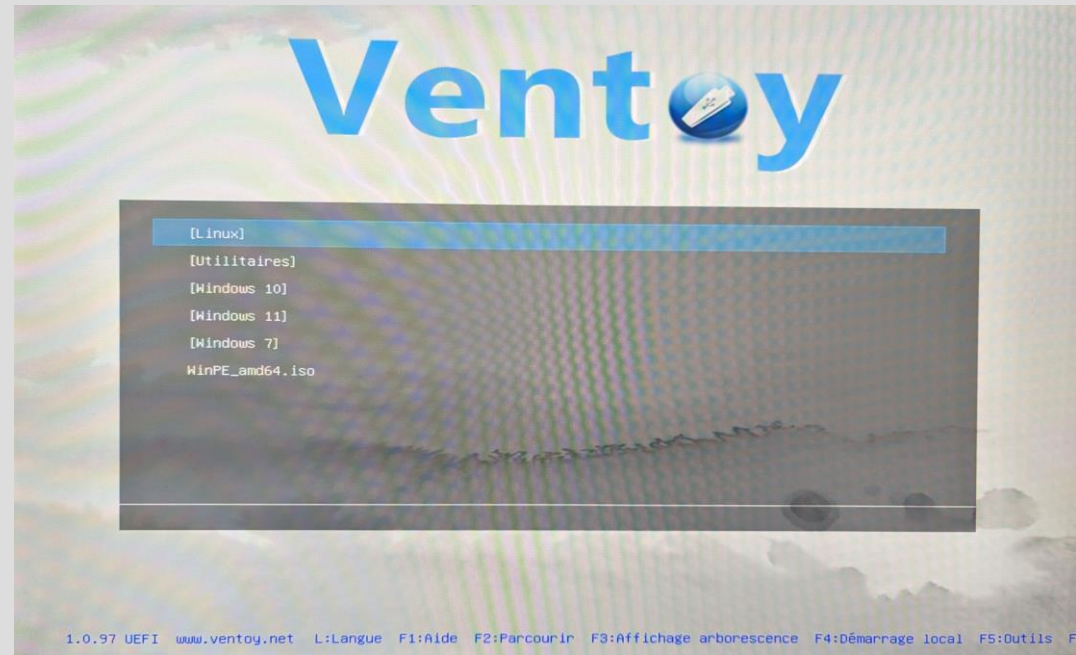 Ventoy
[Linux]
[Utilitaires]
[Windows 10]
[Windows 11]
[Windows 7]
WinPE_amd64.iso
1.0.97 UEFI www.ventoy.net L:Langue F1:Aide F2:Parcourir F3:Affichage arborescence F4:Démarrage local F5:Outils F